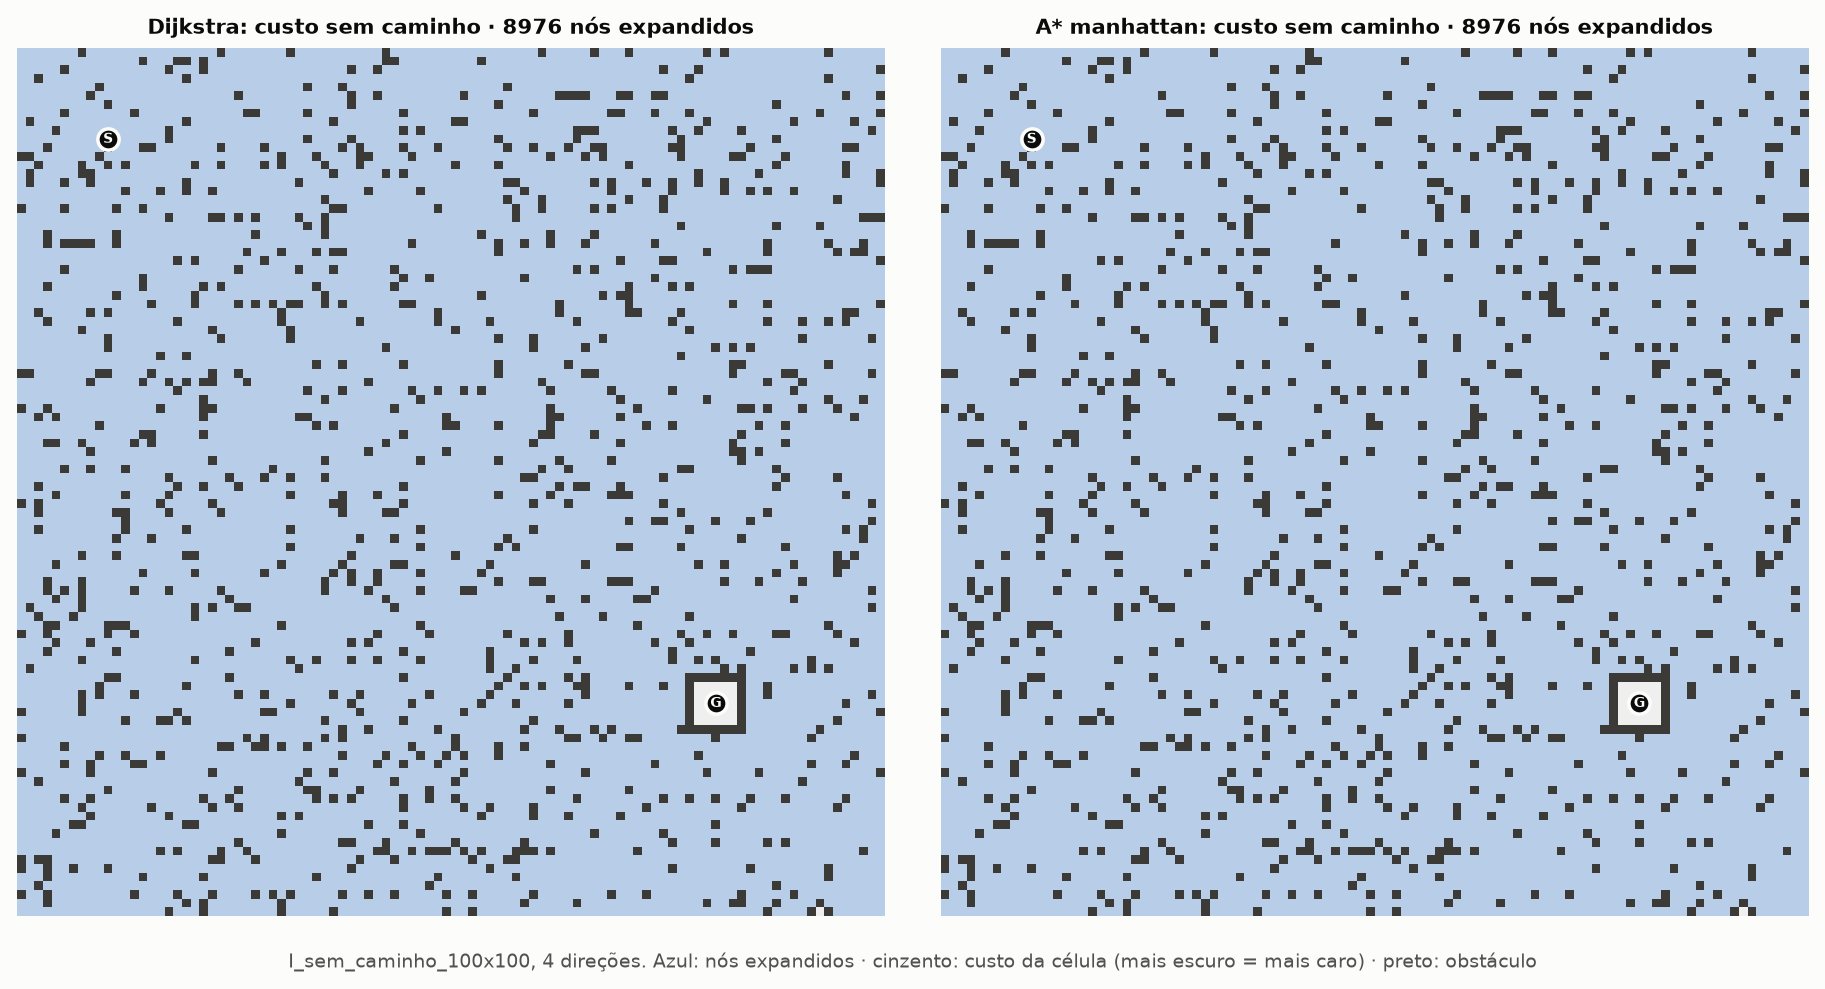 Dijkstra: custo sem caminho · 8976 nós expandidos
A* manhattan: custo sem caminho · 8976 nós expandidos
S
S
G
G
I_sem_caminho_100x100, 4 direções. Azul: nós expandidos · cinzento: custo da célula (mais escuro = mais caro) · preto: obstáculo